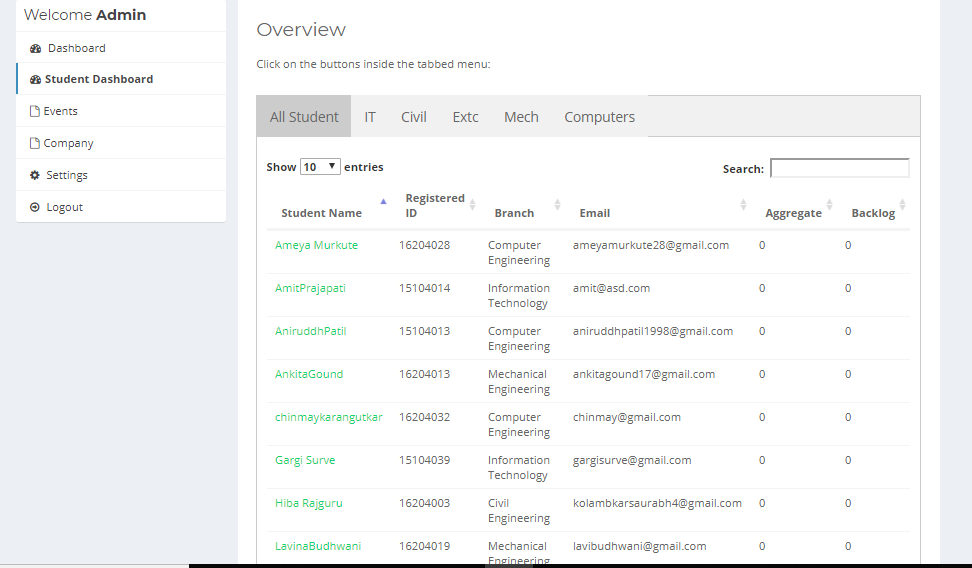 Welcome Admin
Dashboard
Student Dashboard
Events
Company
Settings
Logout
Overview
Click on the buttons inside the tabbed menu:
All Student IT Civil Extc Mech Computers
Show 10 entries Search:
Student Name Registered ID Branch Email Aggregate Backlog
Ameya Murkute 16204028 Computer Engineering ameyamurkute28@gmail.com 0 0
AmitPrajapati 15104014 Information Technology amit@asd.com 0 0
AniruddhPatil 15104013 Computer Engineering aniruddhpatil1998@gmail.com 0 0
AnkitaGound 16204013 Mechanical Engineering ankitagound17@gmail.com 0 0
chinmaykarangutkar 16204032 Computer Engineering chinmay@gmail.com 0 0
Gargi Surve 15104039 Information Technology gargisurve@gmail.com 0 0
Hiba Rajguru 16204003 Civil Engineering kolambkarsaurabh4@gmail.com 0 0
LavinaBudhwani 16204019 Mechanical Engineering lavibudhwani@gmail.com 0 0